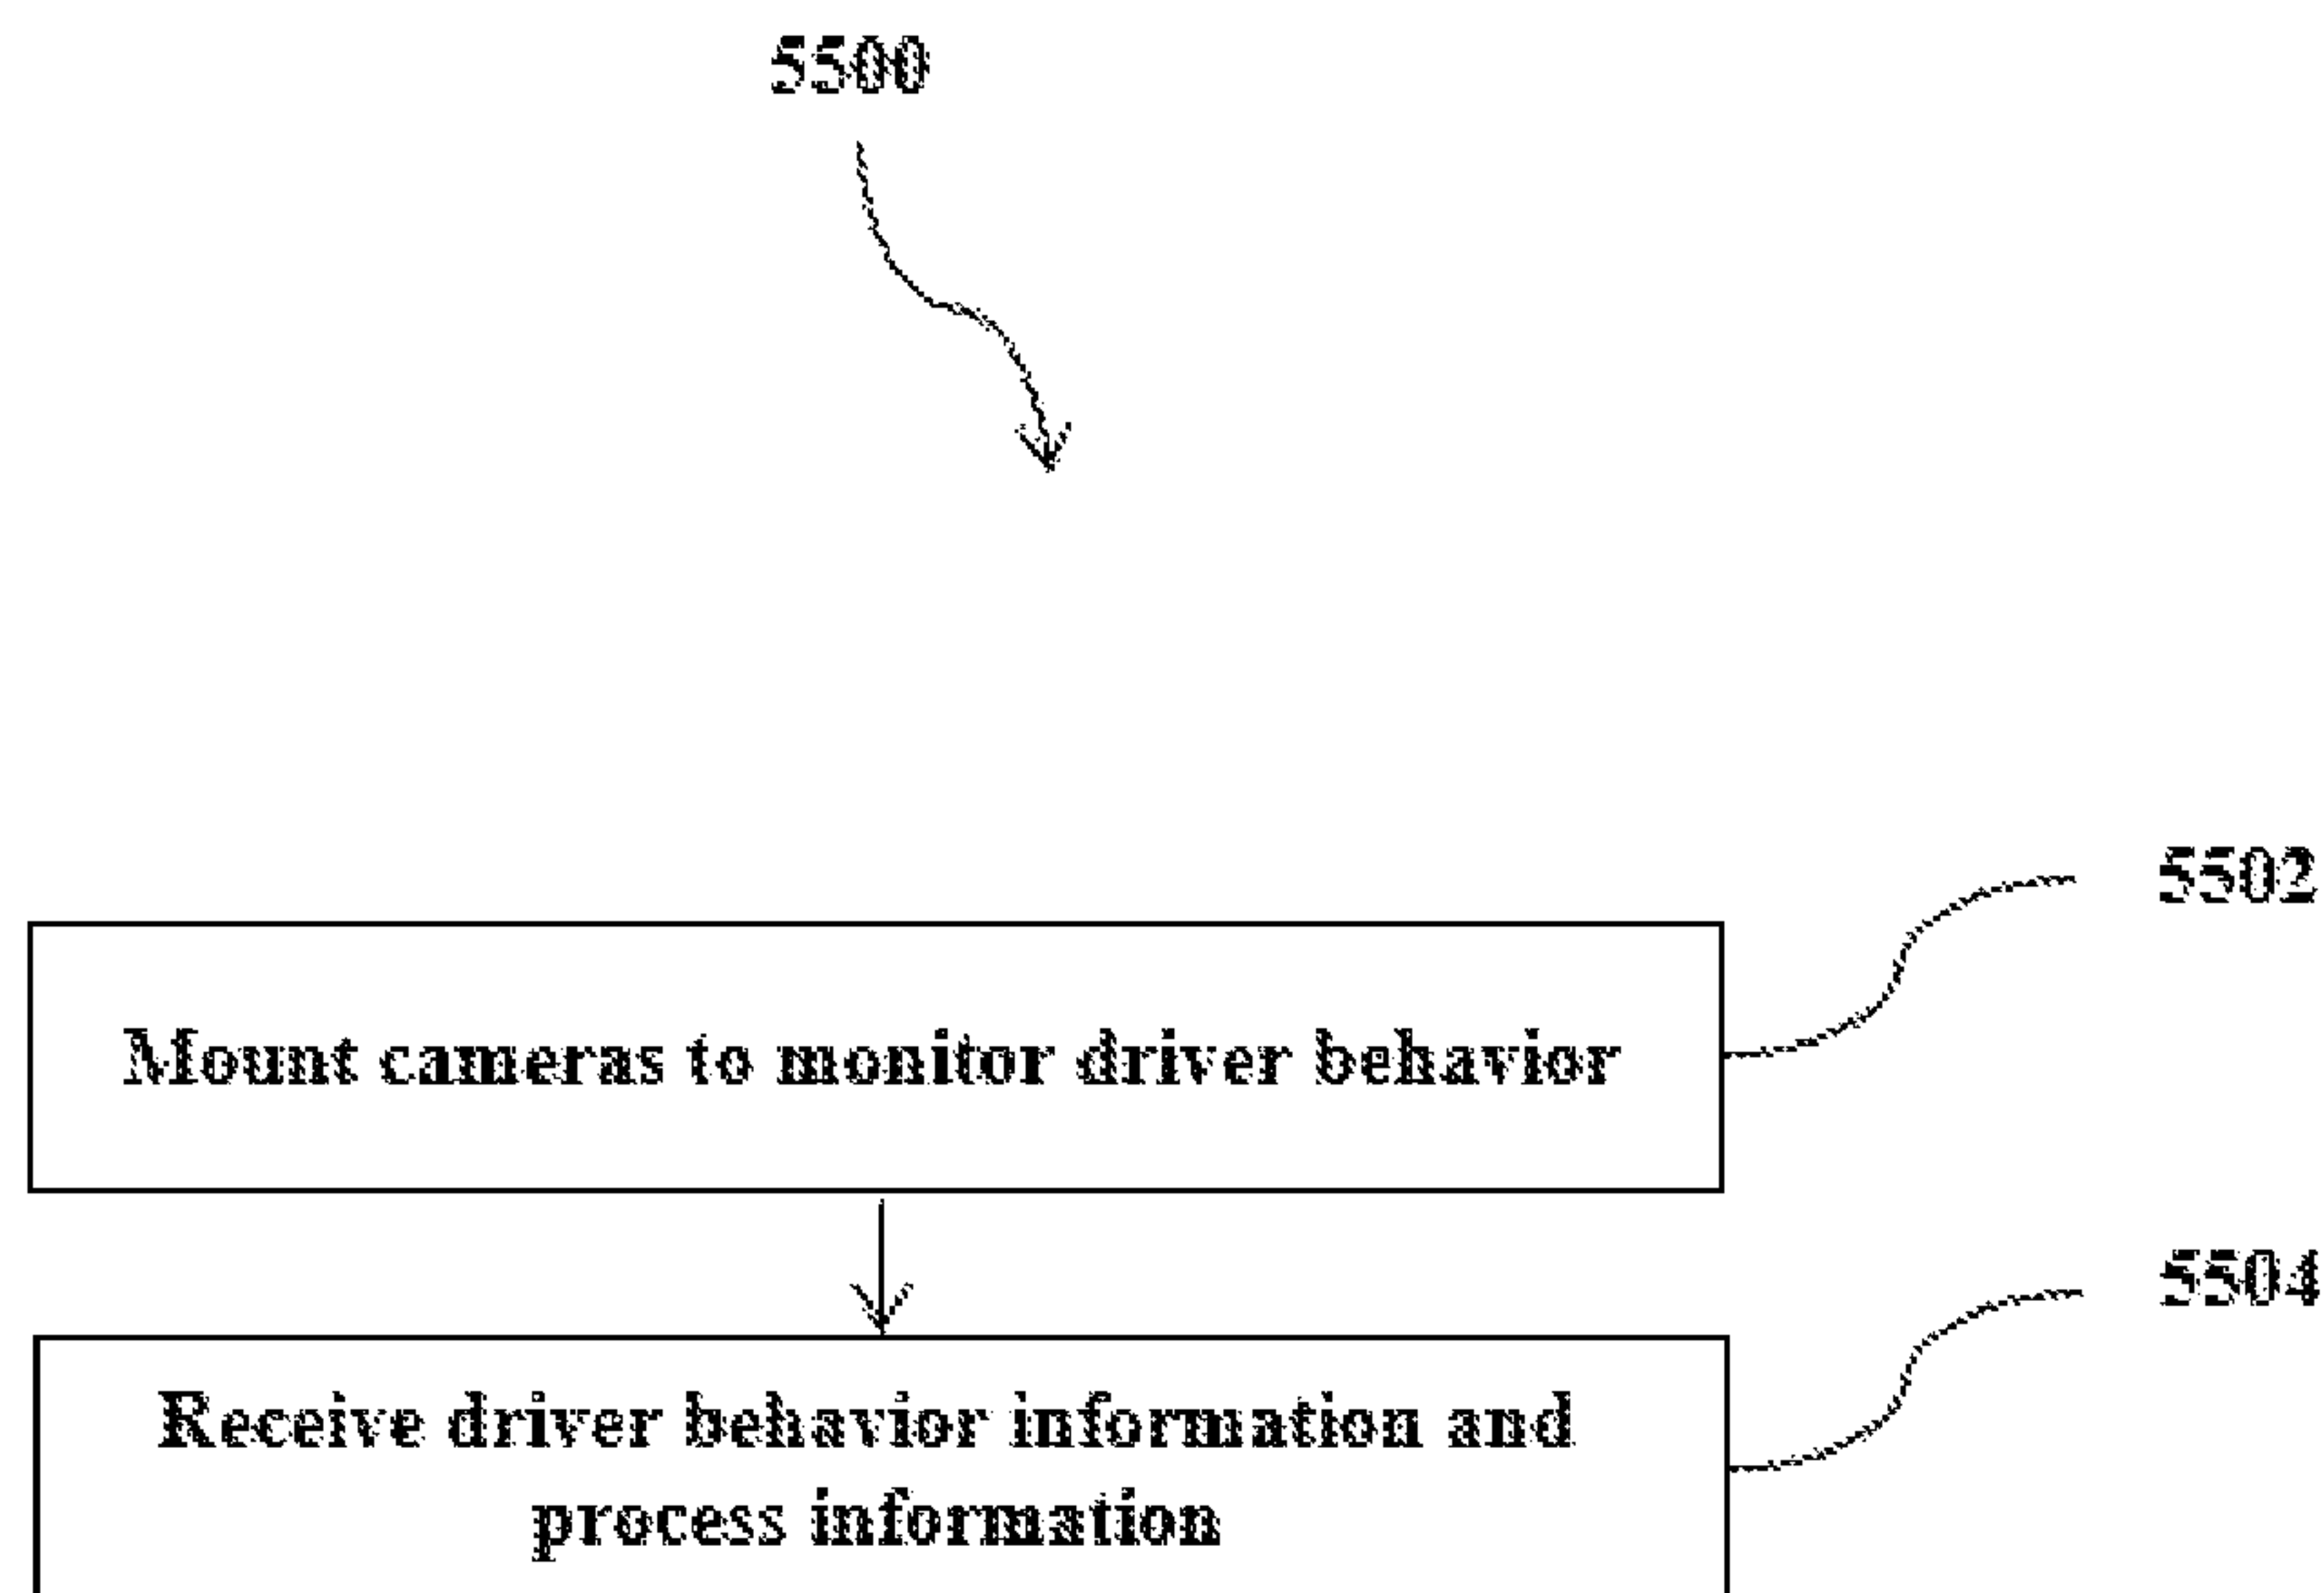 5500
5502
Mount cameras to monitor driver behavior
5504
Receive driver behavior information and
process information